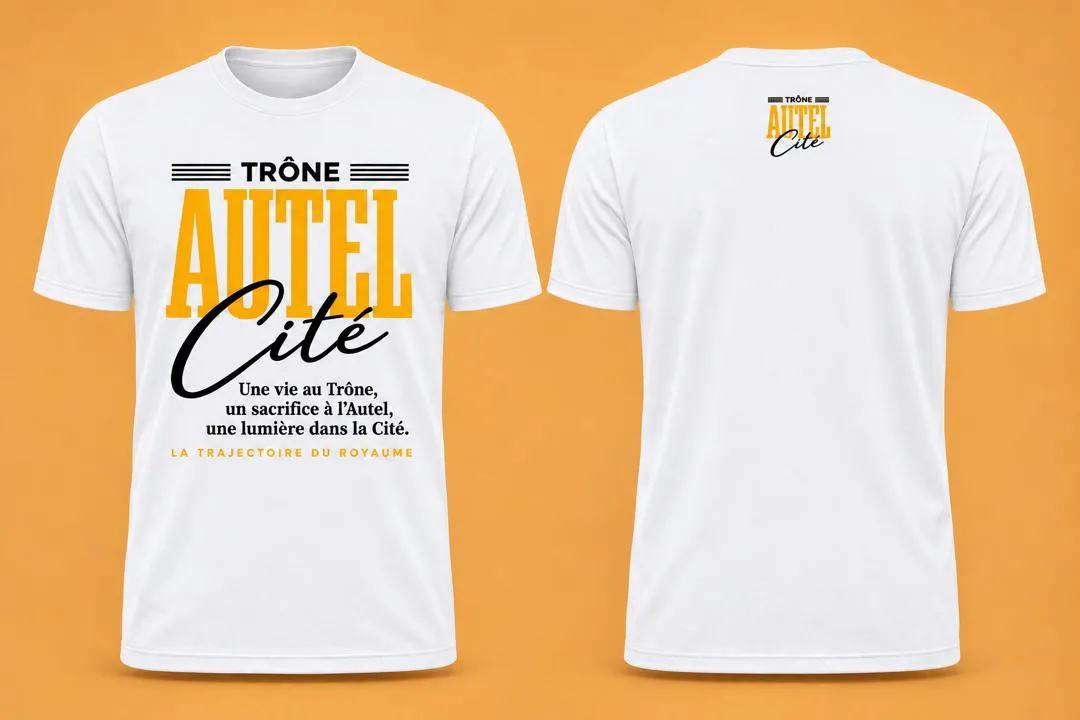 TRÔNE
AUTEL
Cité
Une vie au Trône,
un sacrifice à l'Autel,
une lumière dans la Cité.
LA TRAJECTOIRE DU ROYAUME
TRÔNE
AUTEL
Cité